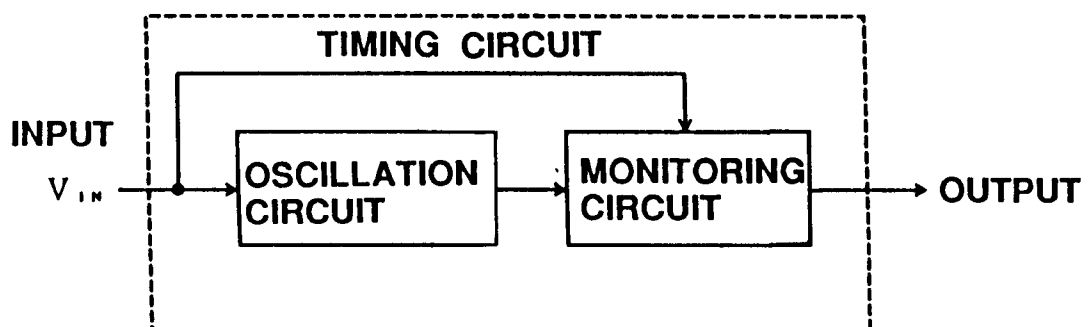 TIMING CIRCUIT
INPUT
V IN
OSCILLATION
CIRCUIT
MONITORING
CIRCUIT
OUTPUT